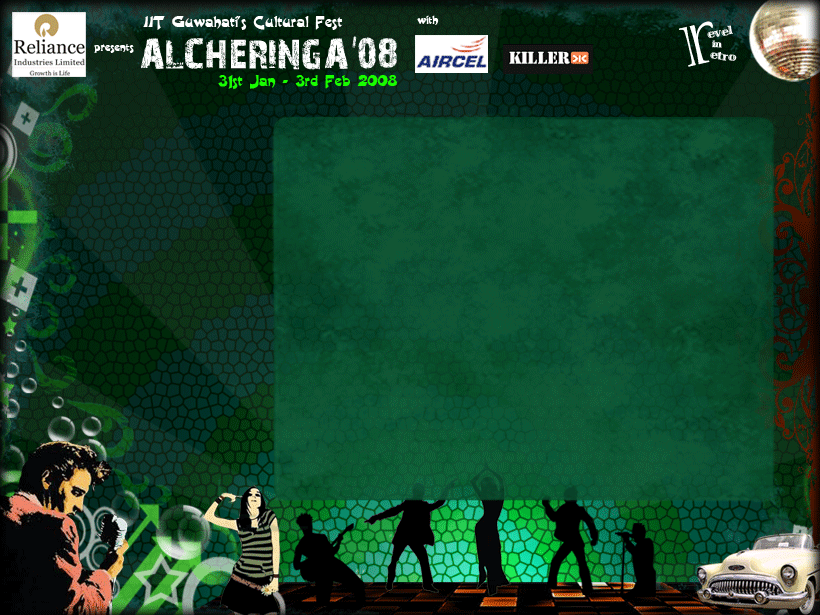 IIT Guwahati's Cultural Fest
Reliance
Industries Limited
Growth is Life
presents
ALCHERINGA'08
31st Jan - 3rd Feb 2008
with
AIRCEL
KILLER
Revel
in
Retro